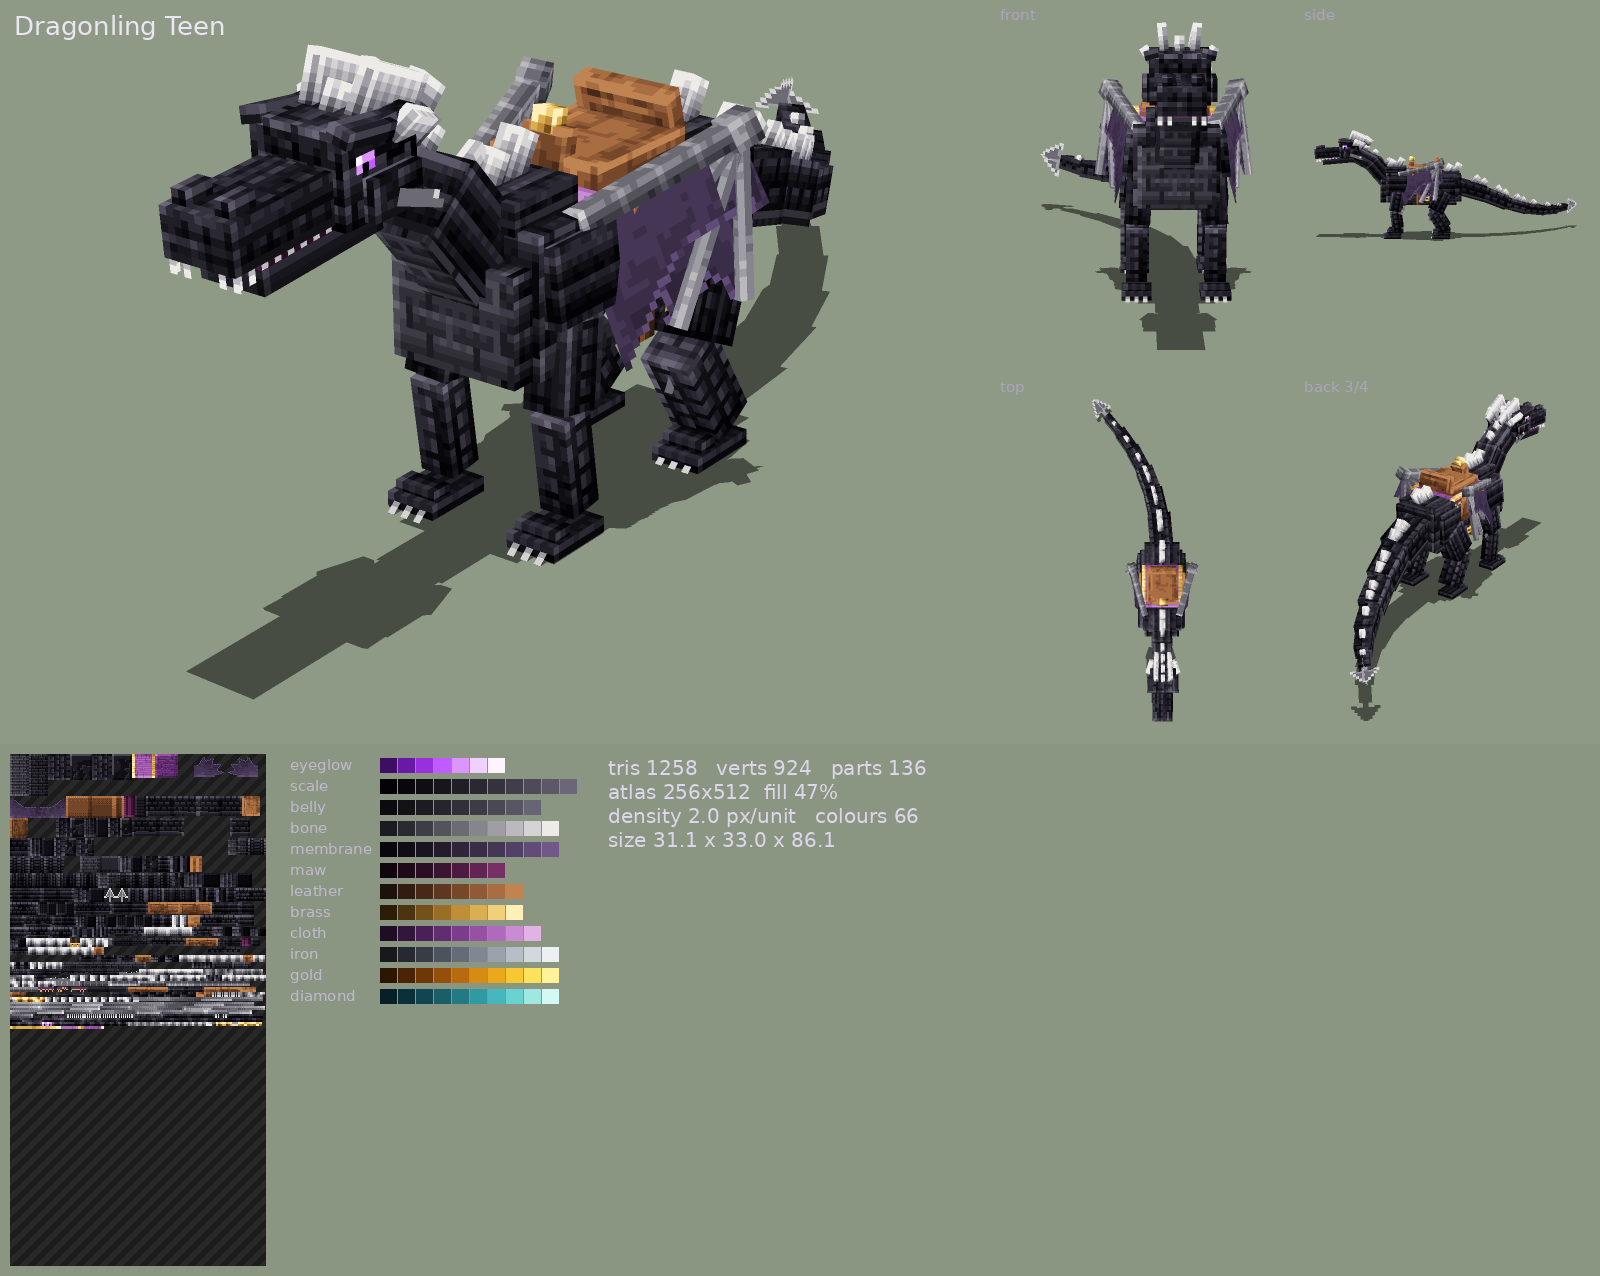 Dragonling Teen
front
side
top
back 3/4
eyeglow
scale
belly
bone
membrane
maw
leather
brass
cloth
iron
gold
diamond
tris 1258   verts 924   parts 136
atlas 256x512  fill 47%
density 2.0 px/unit   colours 66
size 31.1 x 33.0 x 86.1